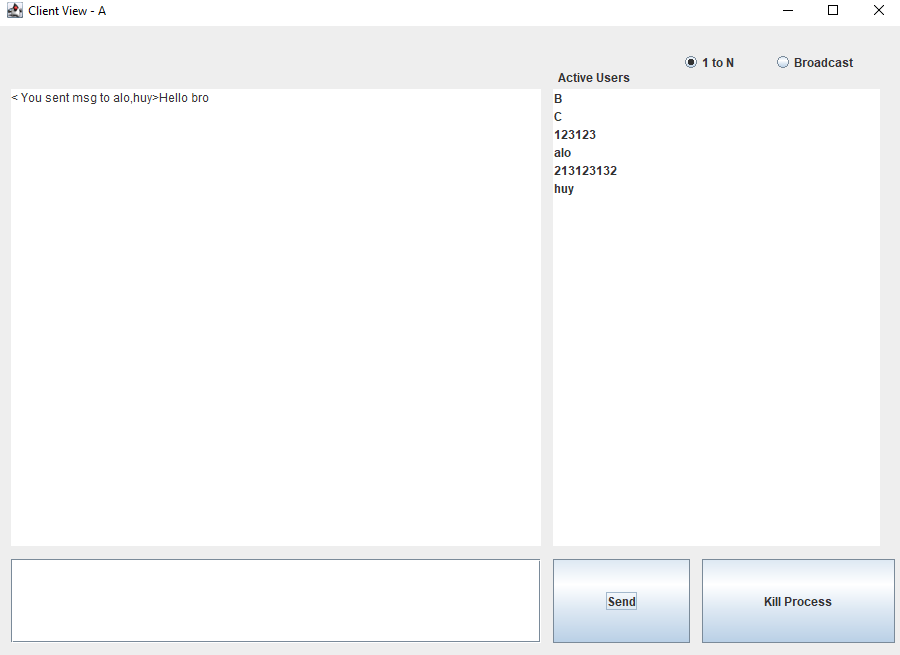 Client View - A
1 to N
Broadcast
Active Users
< You sent msg to alo,huy>Hello bro
B
C
123123
alo
213123132
huy
Send
Kill Process